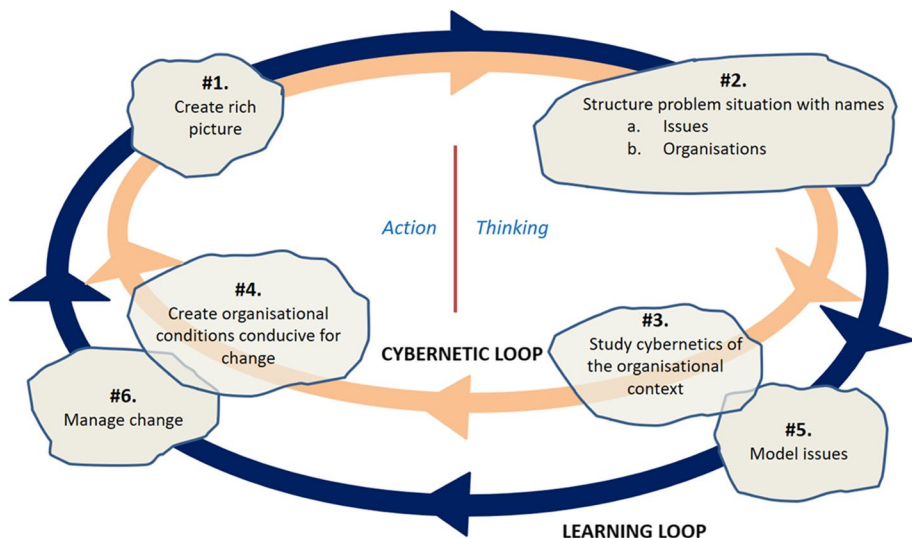 #1.
Create rich
picture
#2.
Structure problem situation with names
a. Issues
b. Organisations
Action
Thinking
#4.
Create organisational
conditions conducive for
change
#3.
Study cybernetics of
the organisational
context
CYBERNETIC LOOP
#6.
Manage change
#5.
Model issues
LEARNING LOOP